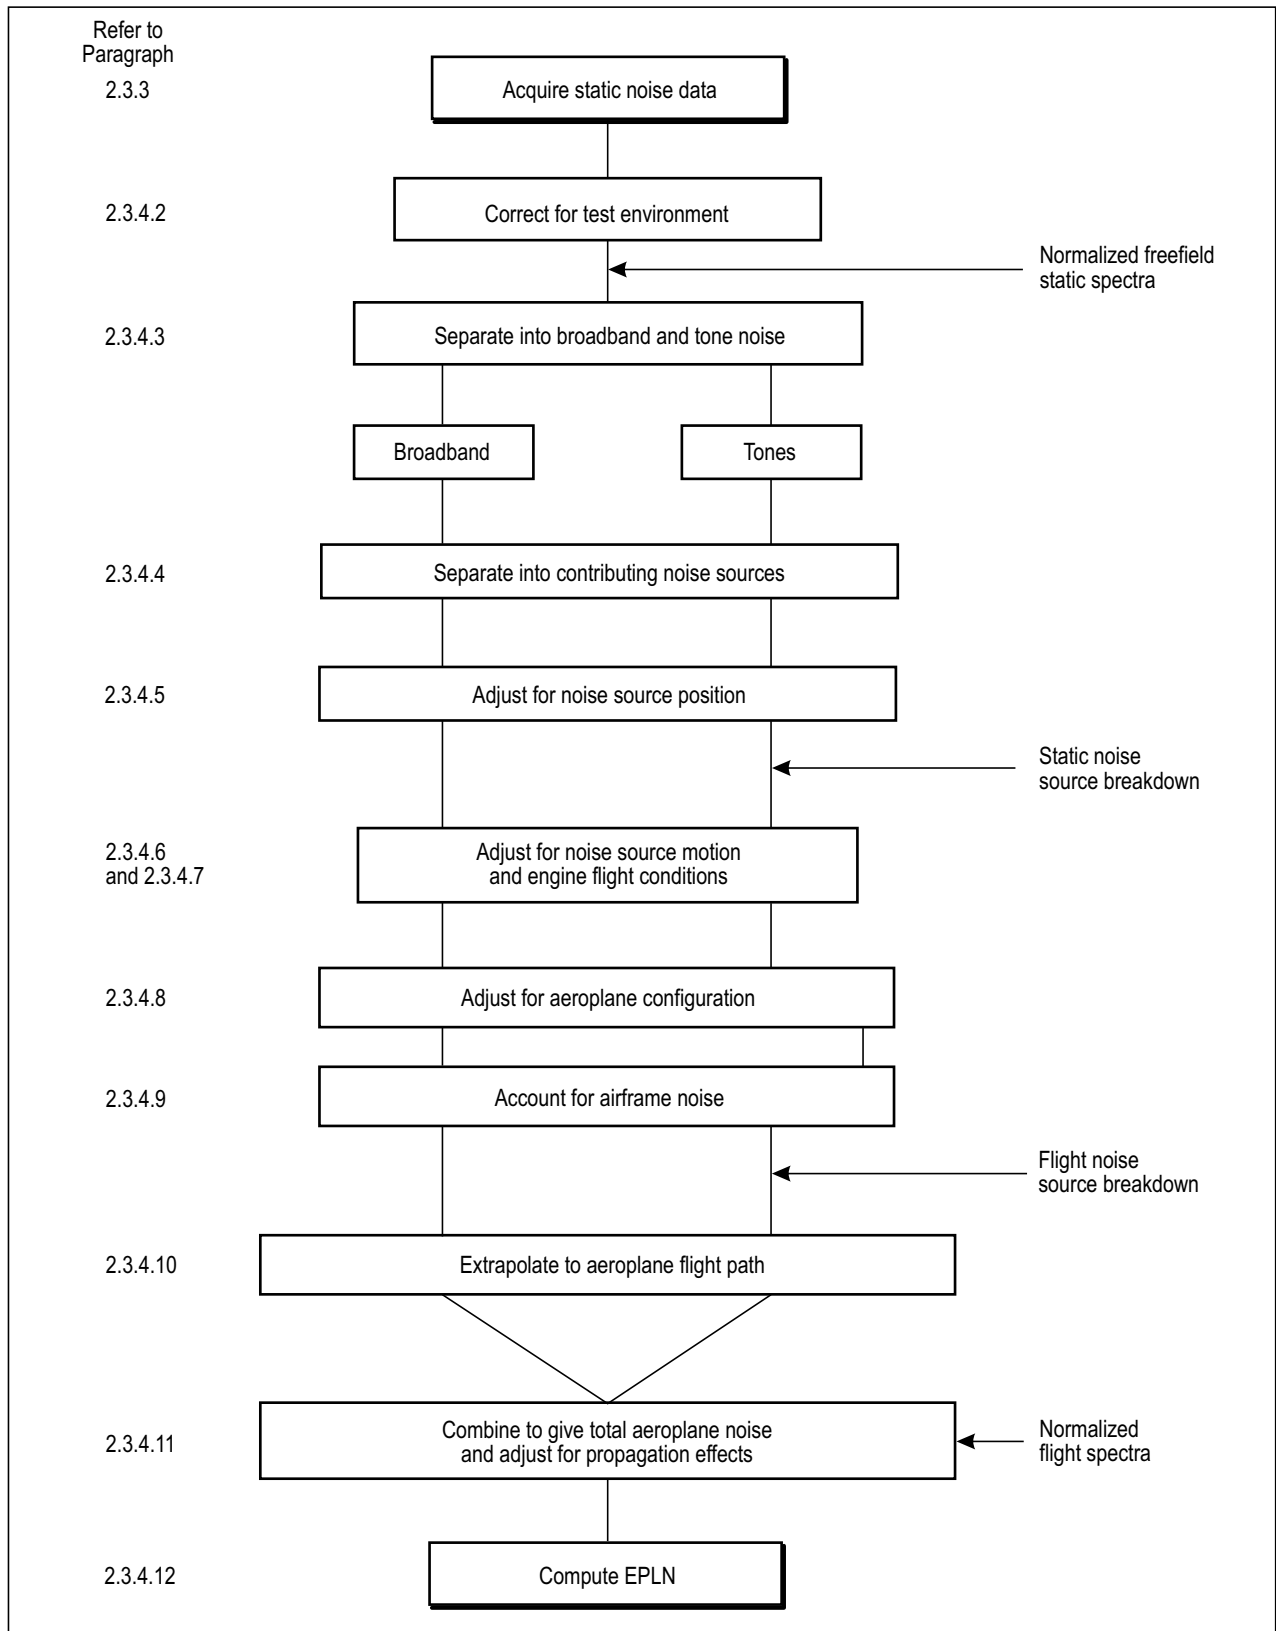 Refer to
Paragraph
2.3.3
Acquire static noise data
2.3.4.2
Correct for test environment
Normalized freefield
static spectra
2.3.4.3
Separate into broadband and tone noise
Broadband
Tones
2.3.4.4
Separate into contributing noise sources
2.3.4.5
Adjust for noise source position
Static noise
source breakdown
2.3.4.6
and 2.3.4.7
Adjust for noise source motion
and engine flight conditions
2.3.4.8
Adjust for aeroplane configuration
2.3.4.9
Account for airframe noise
Flight noise
source breakdown
2.3.4.10
Extrapolate to aeroplane flight path
2.3.4.11
Combine to give total aeroplane noise
and adjust for propagation effects
Normalized
flight spectra
2.3.4.12
Compute EPLN